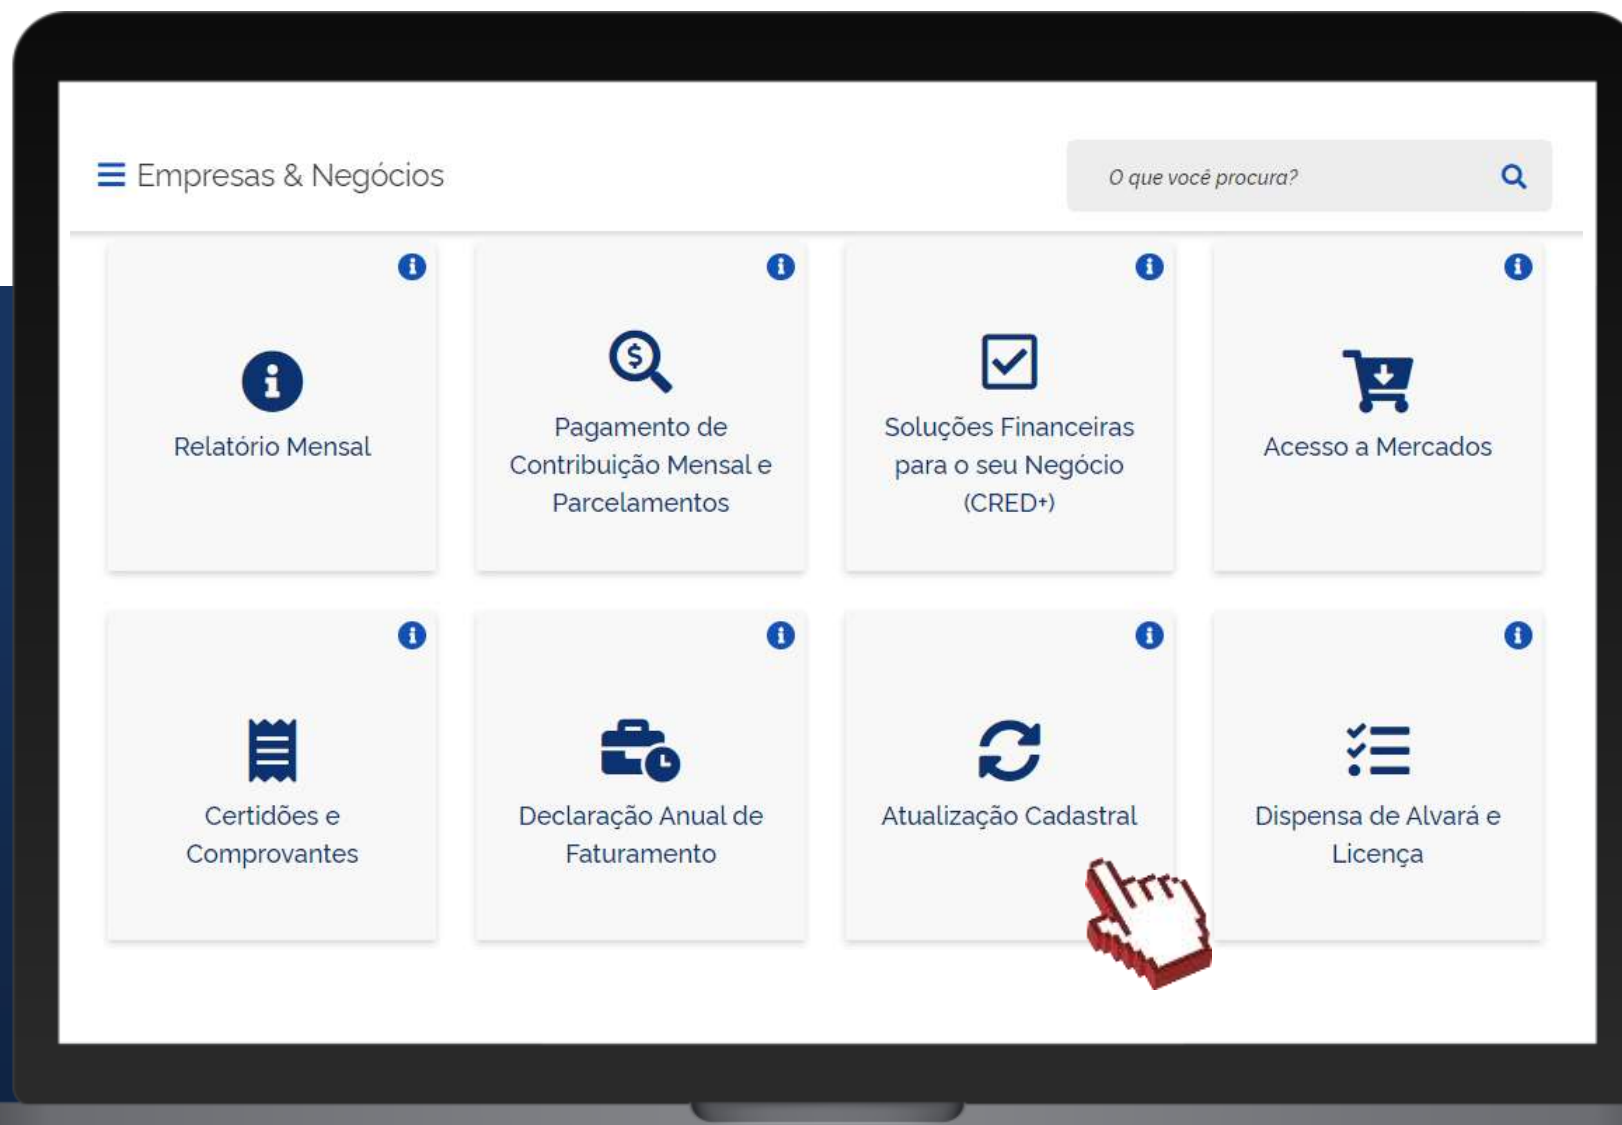 Empresas & Negócios
O que você procura?
Relatório Mensal
Pagamento de
Contribuição Mensal e
Parcelamentos
Soluções Financeiras
para o seu Negócio
(CRED+)
Acesso a Mercados
Certidões e
Comprovantes
Declaração Anual de
Faturamento
Atualização Cadastral
Dispensa de Alvará e
Licença